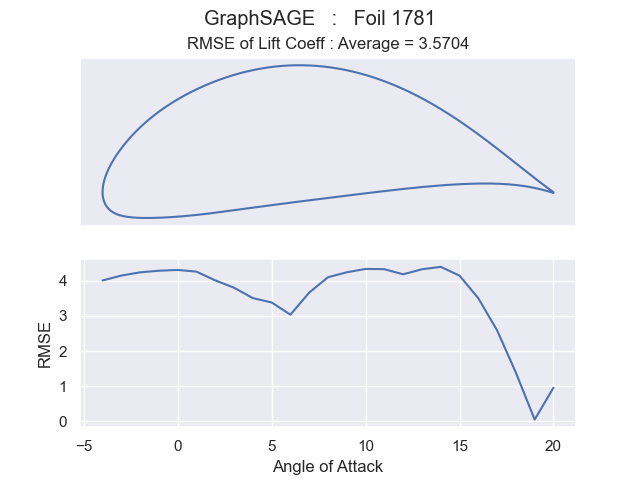 GraphSAGE : Foil 1781
RMSE of Lift Coeff : Average = 3.5704
4
3
2
1
0
RMSE
−5 0 5 10 15 20
Angle of Attack